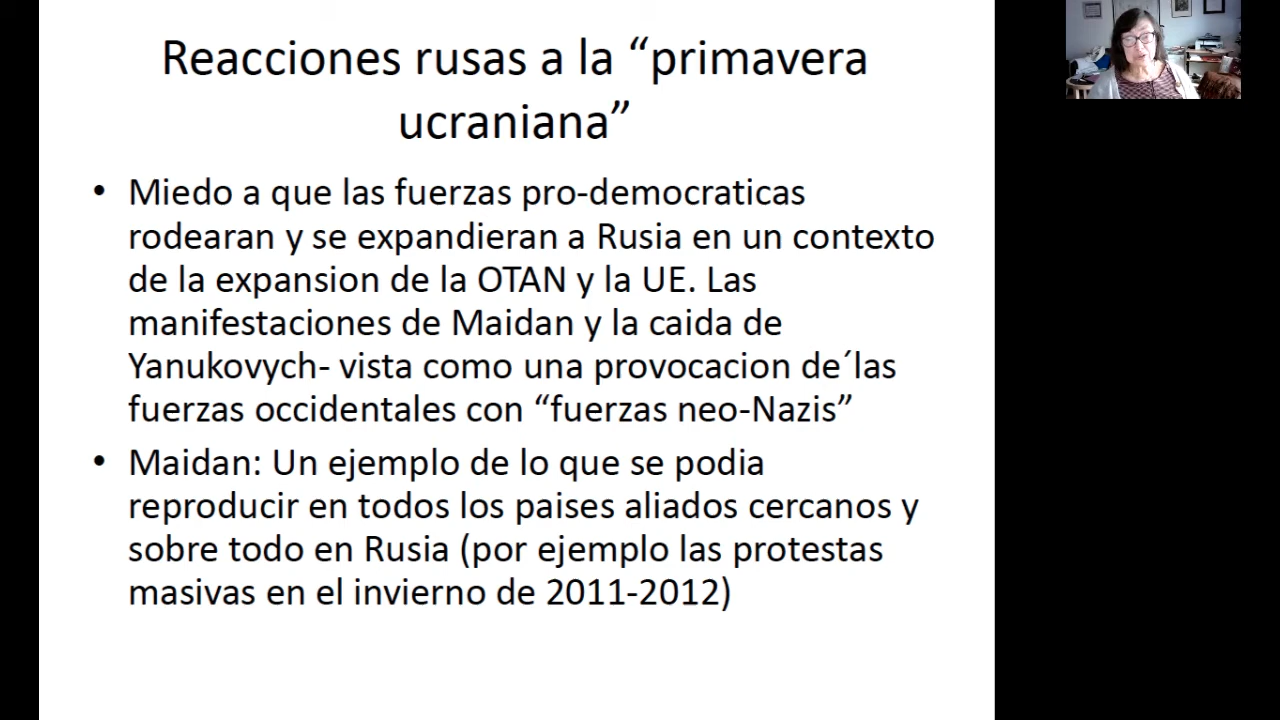 Reacciones rusas a la “primavera
ucraniana”
• Miedo a que las fuerzas pro-democraticas
rodearan y se expandieran a Rusia en un contexto
de la expansion de la OTAN y la UE. Las
manifestaciones de Maidan y la caida de
Yanukovych- vista como una provocacion de´las
fuerzas occidentales con “fuerzas neo-Nazis”
• Maidan: Un ejemplo de lo que se podia
reproducir en todos los paises aliados cercanos y
sobre todo en Rusia (por ejemplo las protestas
masivas en el invierno de 2011-2012)